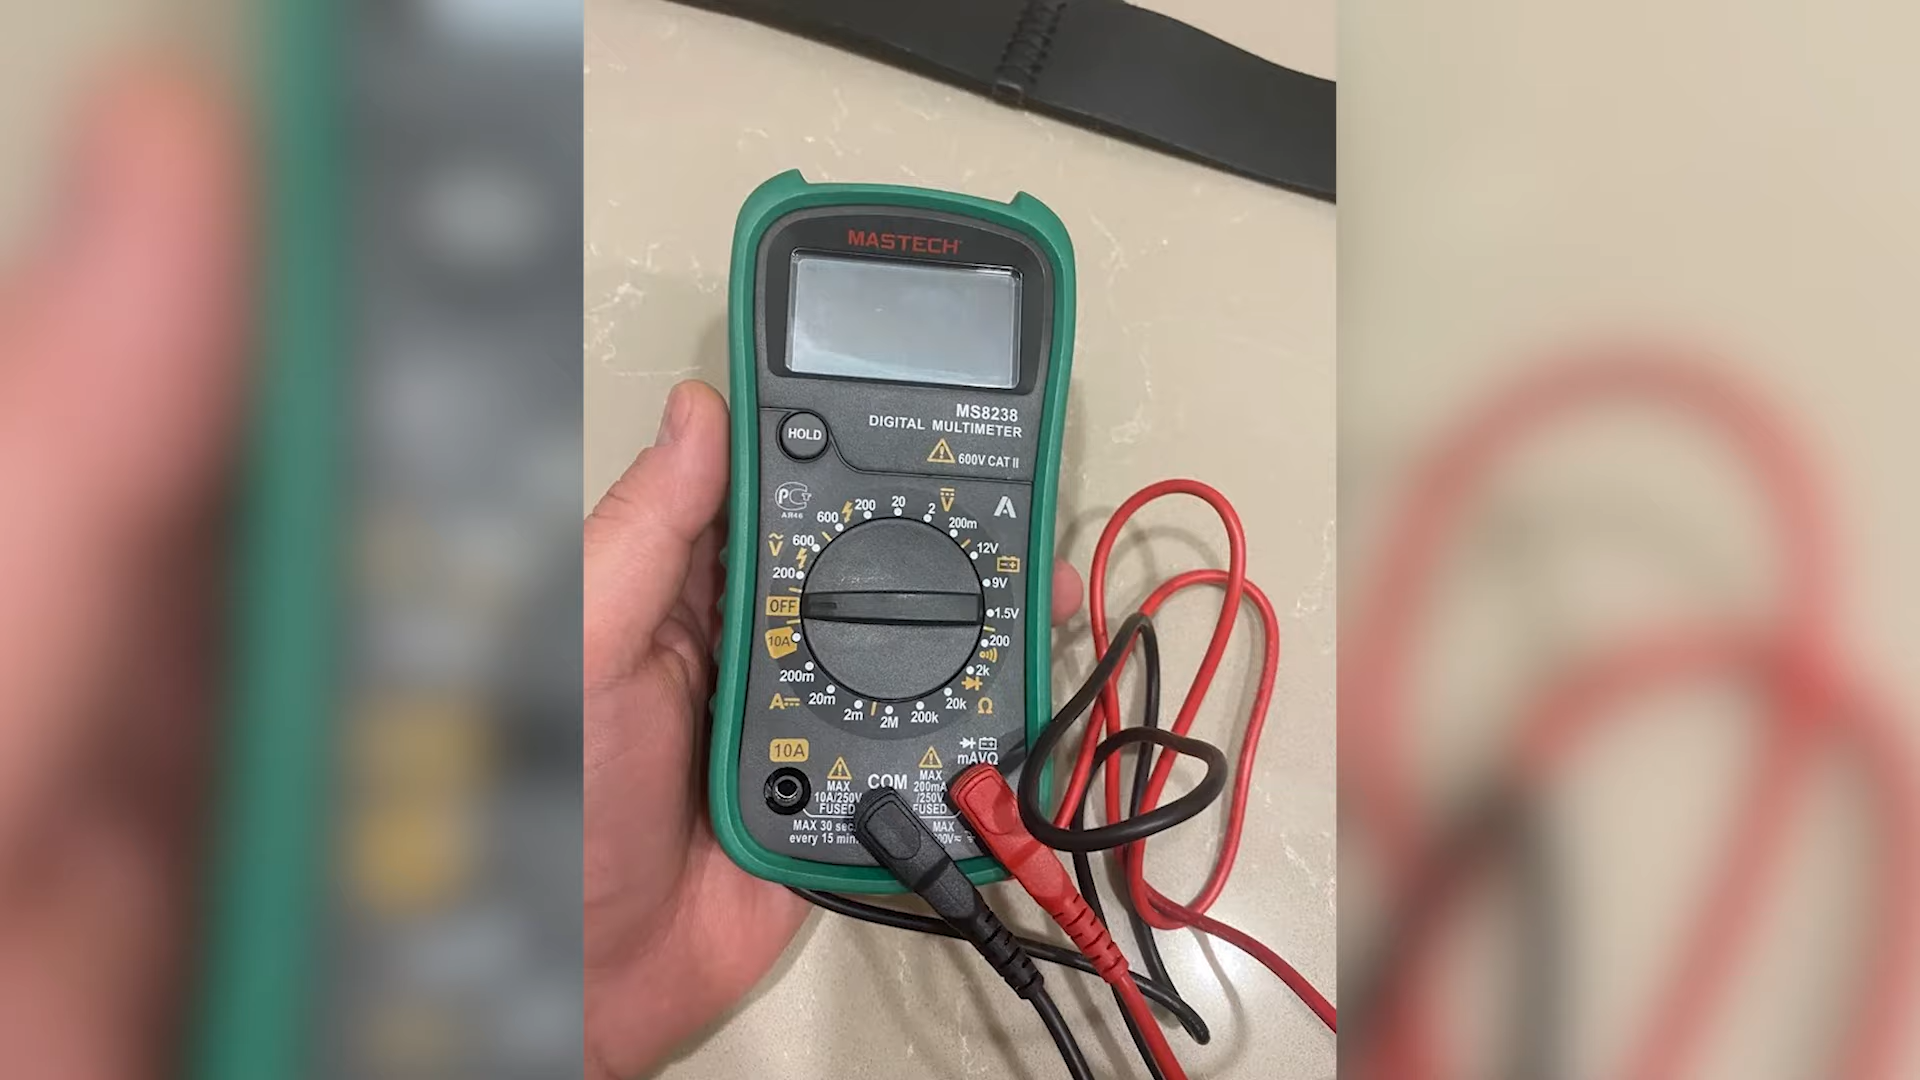 MASTECH
MS8238
DIGITAL MULTIMETER
600V CAT II
HOLD
AR46
600
200
20
2
V
200m
A
V
600
12V
200
9V
OFF
1.5V
10A
200
200m
2k
A
20m
2m
2M
200k
20k
Ω
10A
mAVΩ
COM
MAX
10A/250V
FUSED
MAX
200mA
/250V
FUSED
MAX 30 sec
every 15 min
MAX